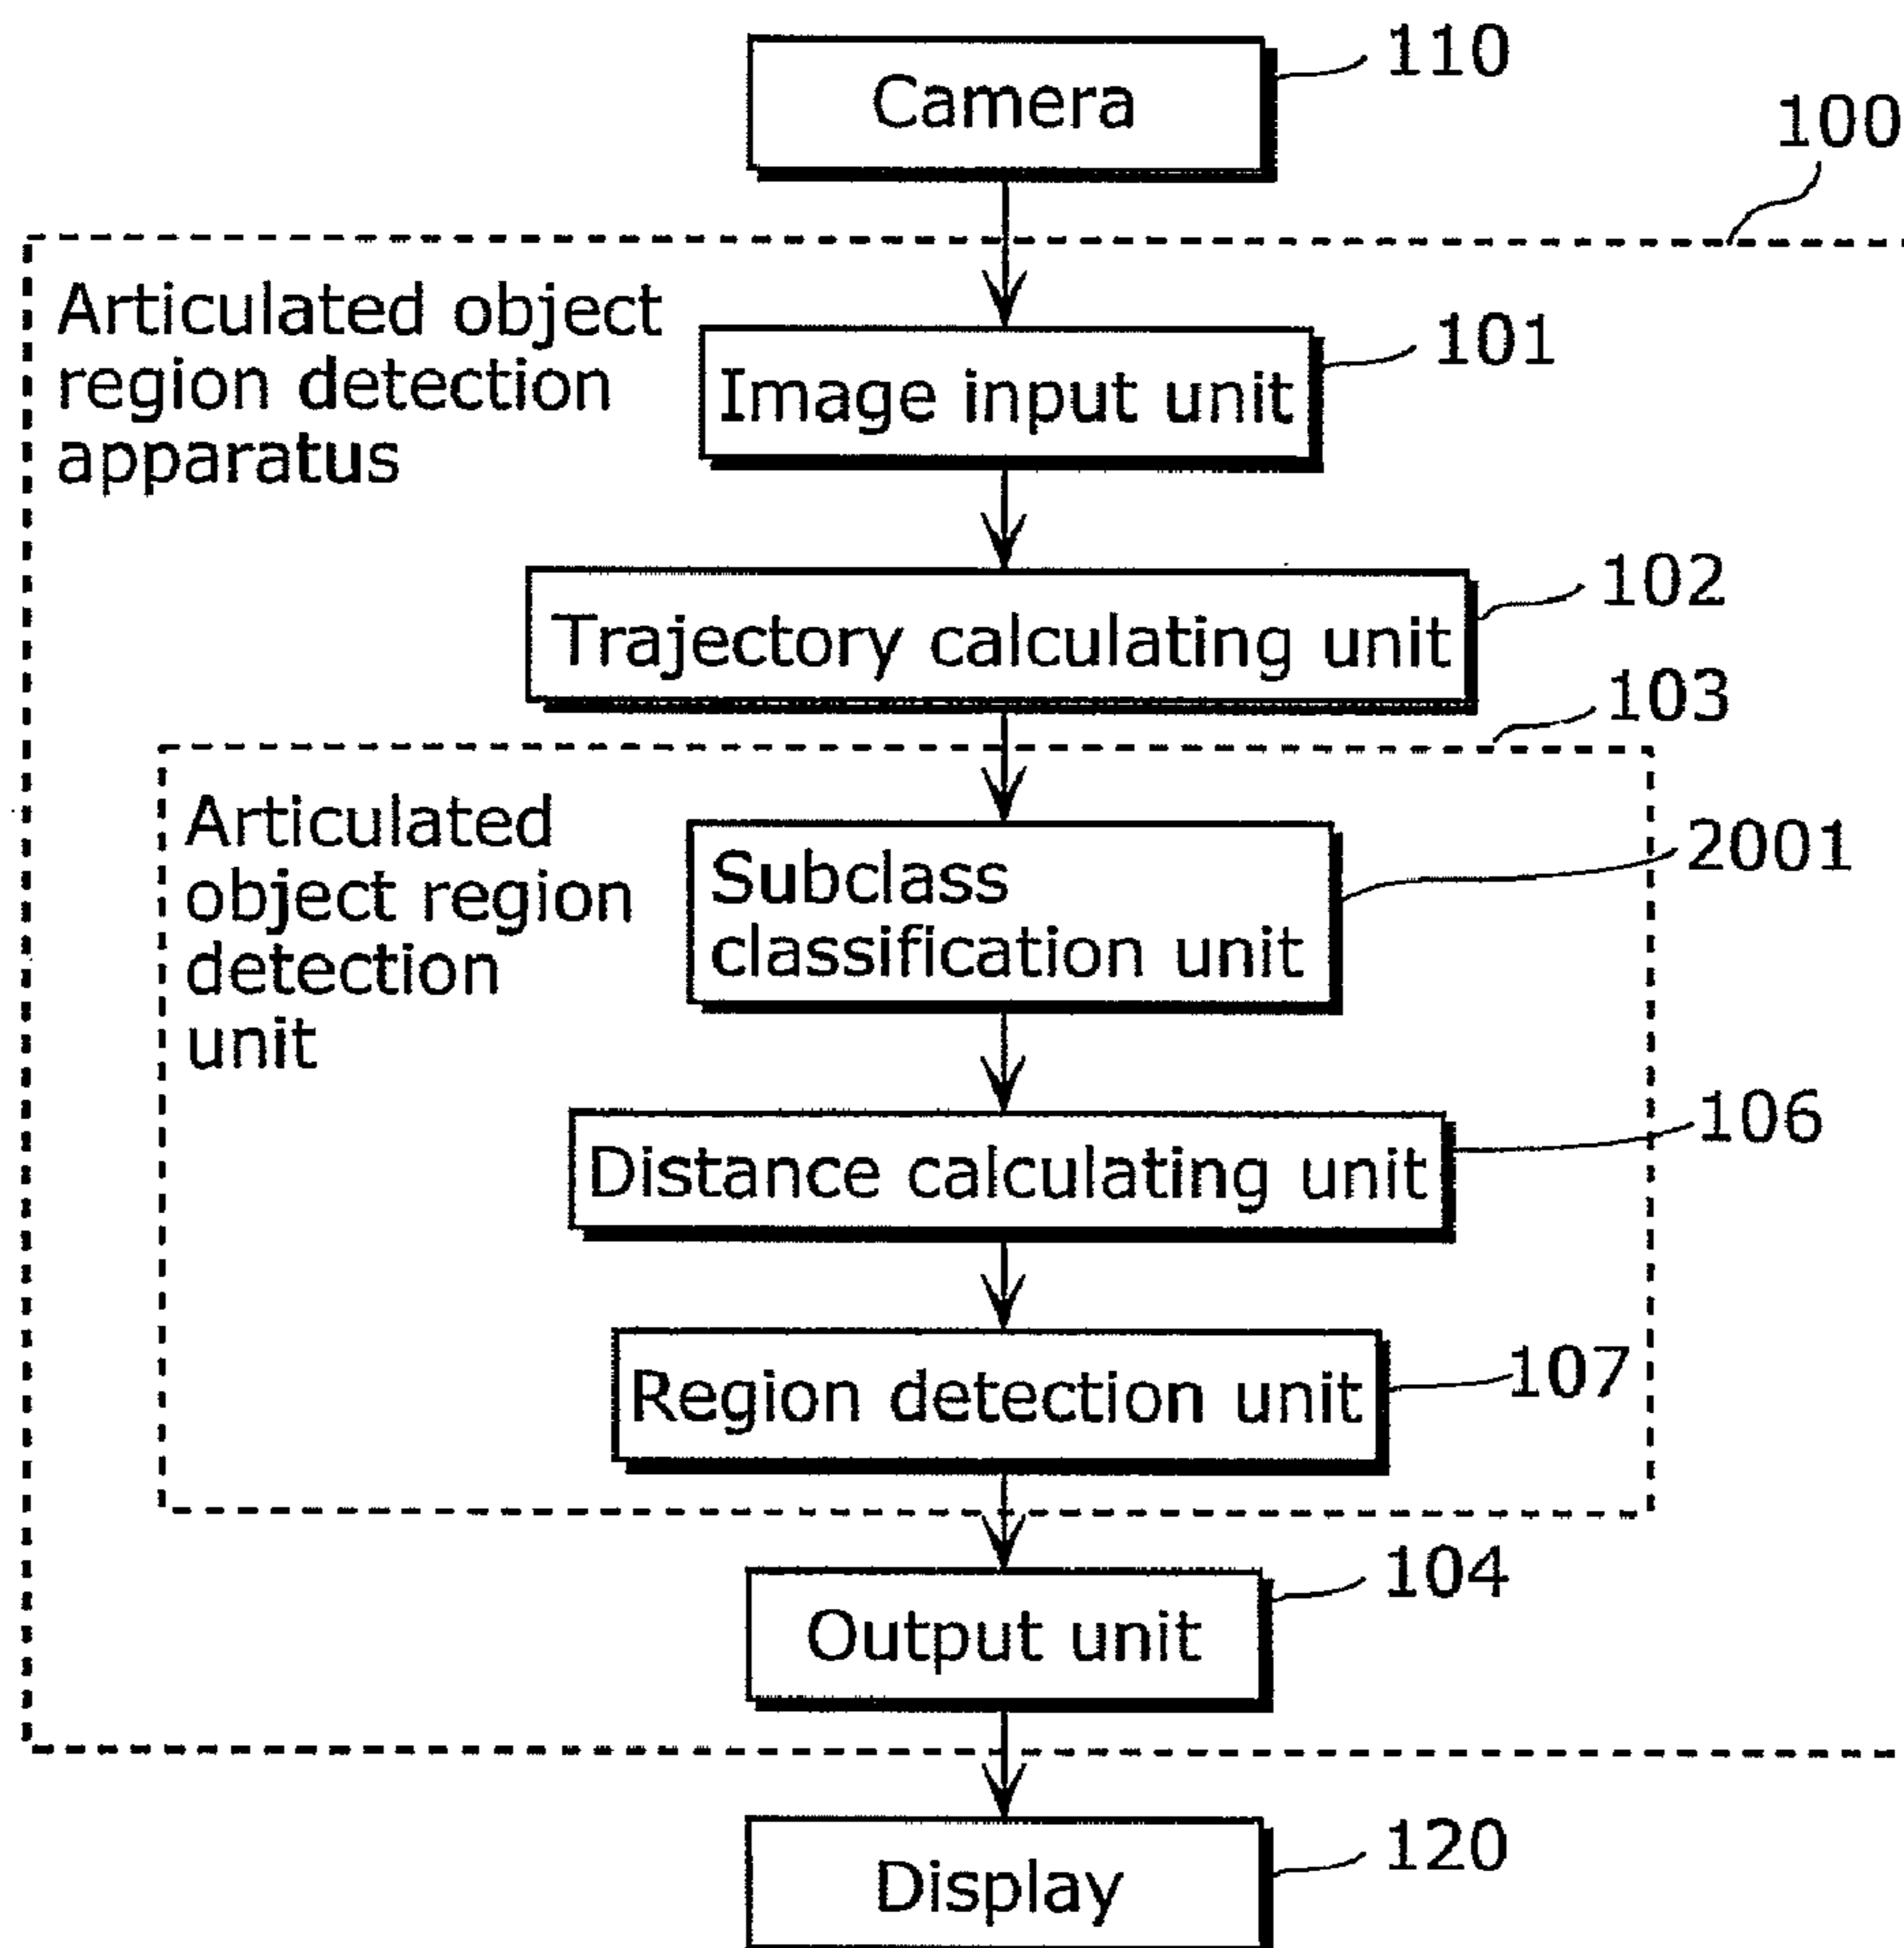 Camera
110
100
Articulated object
region detection
apparatus
Image input unit
101
Trajectory calculating unit
102
103
Articulated
object region
detection
unit
Subclass
classification unit
2001
Distance calculating unit
106
Region detection unit
107
Output unit
104
Display
120